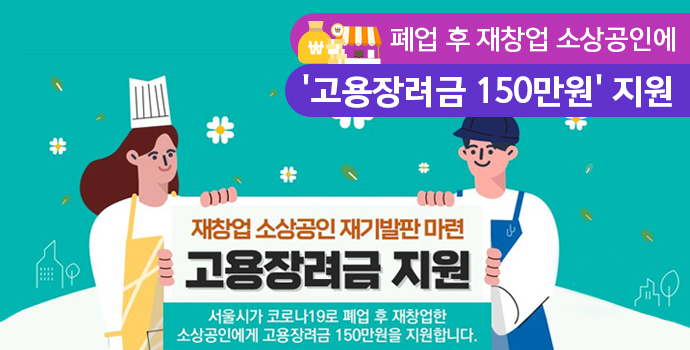 폐업 후 재창업 소상공인에
'고용장려금 150만원' 지원
재창업 소상공인 재기발판 마련
고용장려금 지원
서울시가 코로나19로 폐업 후 재창업한
소상공인에게 고용장려금 150만원을 지원합니다.